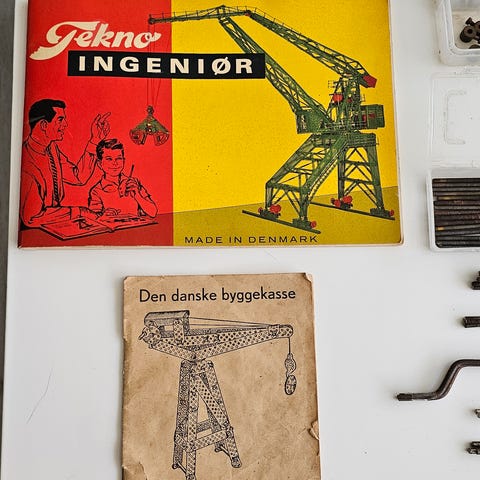 Tekno
INGENIØR
MADE IN DENMARK
Den danske byggekasse